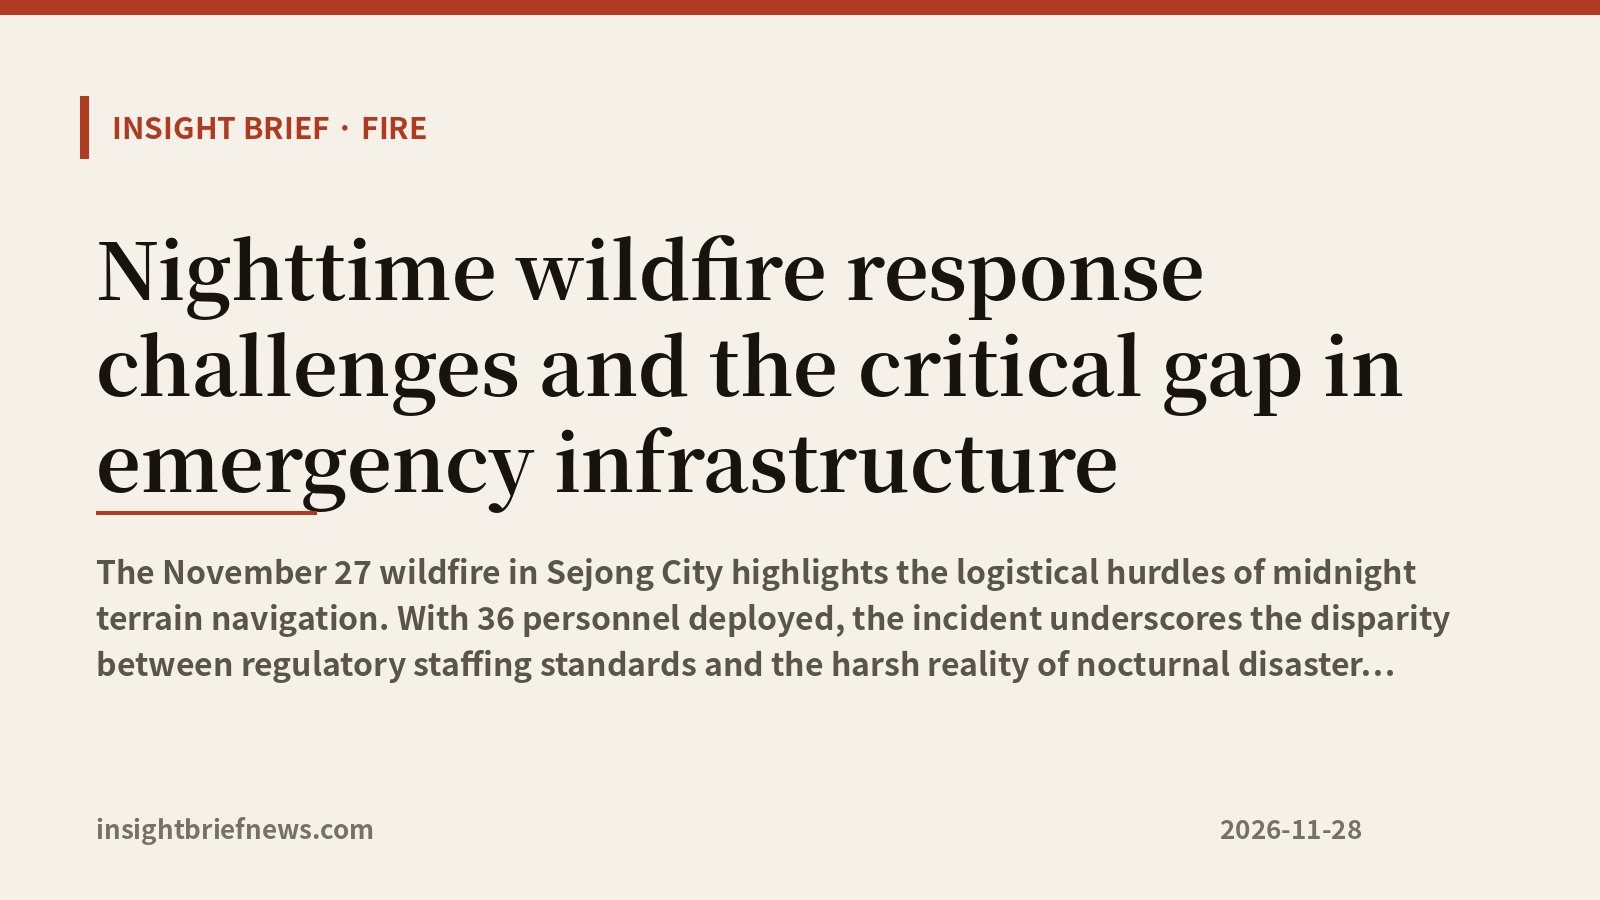 INSIGHT BRIEF · FIRE
Nighttime wildfire response
challenges and the critical gap in
emergency infrastructure
The November 27 wildfire in Sejong City highlights the logistical hurdles of midnight
terrain navigation. With 36 personnel deployed, the incident underscores the disparity
between regulatory staffing standards and the harsh reality of nocturnal disaster…
insightbriefnews.com
2026-11-28